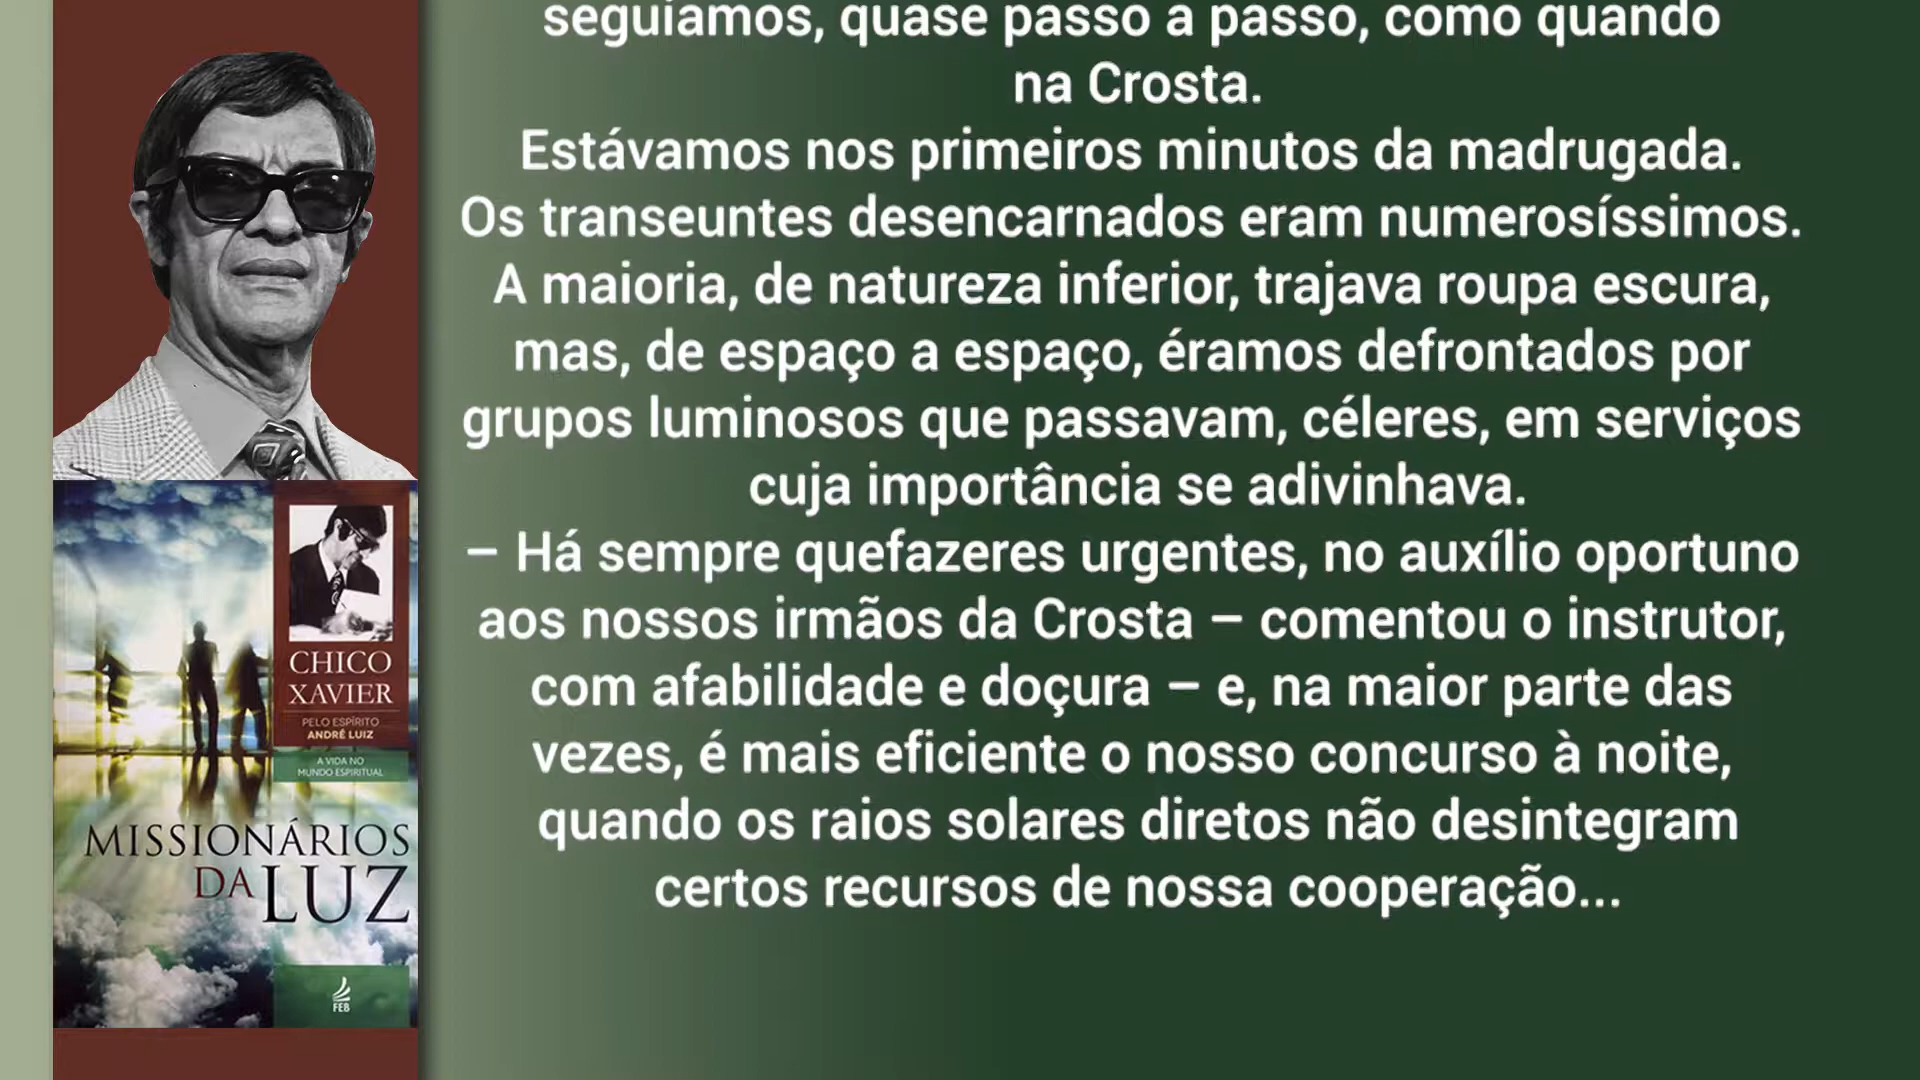 seguíamos, quase passo a passo, como quando
na Crosta.
Estávamos nos primeiros minutos da madrugada.
Os transeuntes desencarnados eram numerosíssimos.
A maioria, de natureza inferior, trajava roupa escura,
mas, de espaço a espaço, éramos defrontados por
grupos luminosos que passavam, céleres, em serviços
cuja importância se adivinhava.
– Há sempre quefazeres urgentes, no auxílio oportuno
aos nossos irmãos da Crosta – comentou o instrutor,
com afabilidade e doçura – e, na maior parte das
vezes, é mais eficiente o nosso concurso à noite,
quando os raios solares diretos não desintegram
certos recursos de nossa cooperação...
CHICO
XAVIER
PELO ESPÍRITO
ANDRÉ LUIZ
A VIDA NO
MUNDO ESPIRITUAL
MISSIONÁRIOS
DA LUZ
FEB